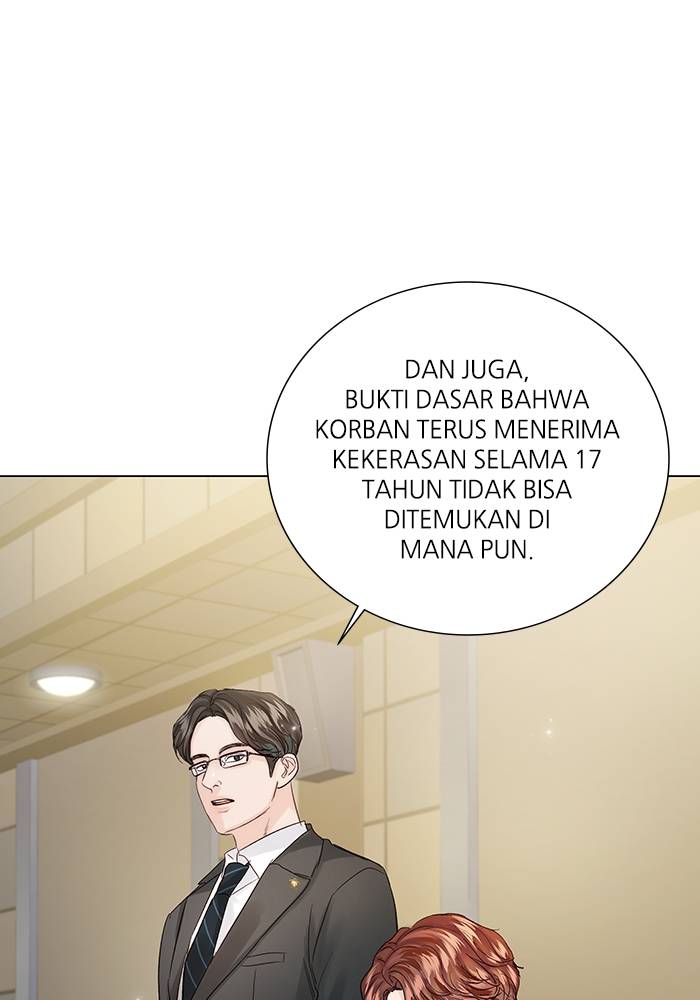 DAN JUGA,
BUKTI DASAR BAHWA
KORBAN TERUS MENERIMA
KEKERASAN SELAMA 17
TAHUN TIDAK BISA
DITEMUKAN DI
MANA PUN.